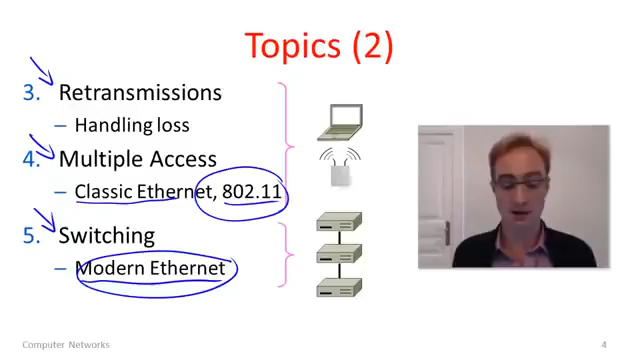 Topics (2)
3. Retransmissions
– Handling loss
4. Multiple Access
– Classic Ethernet, 802.11
5. Switching
– Modern Ethernet
Computer Networks
4